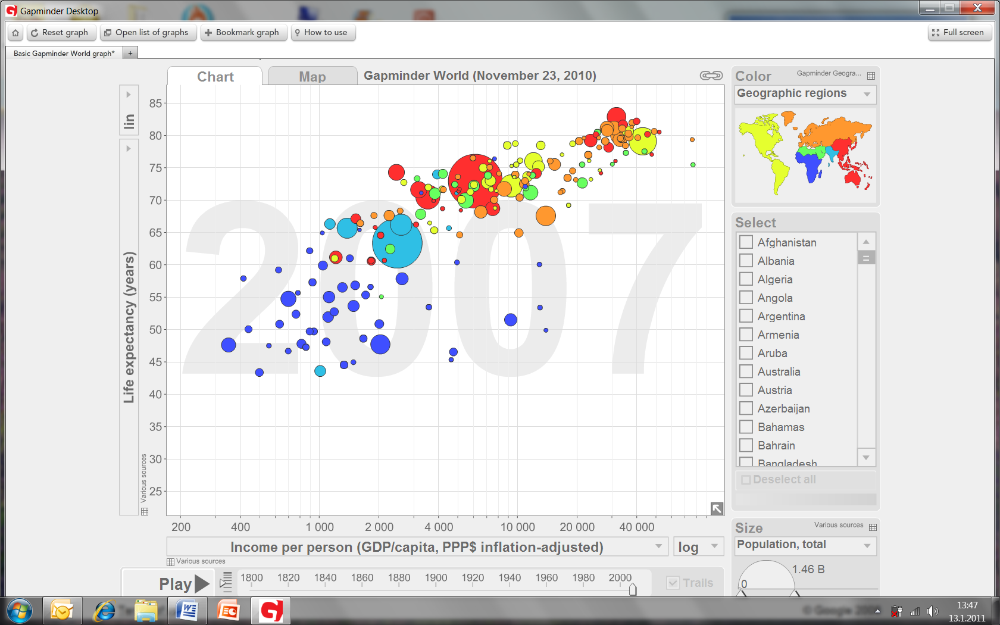 Gapminder Desktop
Reset graph
Open list of graphs
Bookmark graph
How to use
Full screen
Basic Gapminder World graph*
+
Chart
Map
Gapminder World (November 23, 2010)
lin
Life expectancy (years)
Various sources
85
80
75
70
65
60
55
50
45
40
35
30
25
2007
200
400
1 000
2 000
4 000
10 000
20 000
40 000
Income per person (GDP/capita, PPP$ inflation-adjusted)
log
Various sources
Play
1800
1820
1840
1860
1880
1900
1920
1940
1960
1980
2000
Trails
Color
Gapminder Geogra...
Geographic regions
Select
Afghanistan
Albania
Algeria
Angola
Argentina
Armenia
Aruba
Australia
Austria
Azerbaijan
Bahamas
Bahrain
Bangladesh
Deselect all
Size
Various sources
Population, total
1.46 B
0
© Google
13:47
13.1.2011